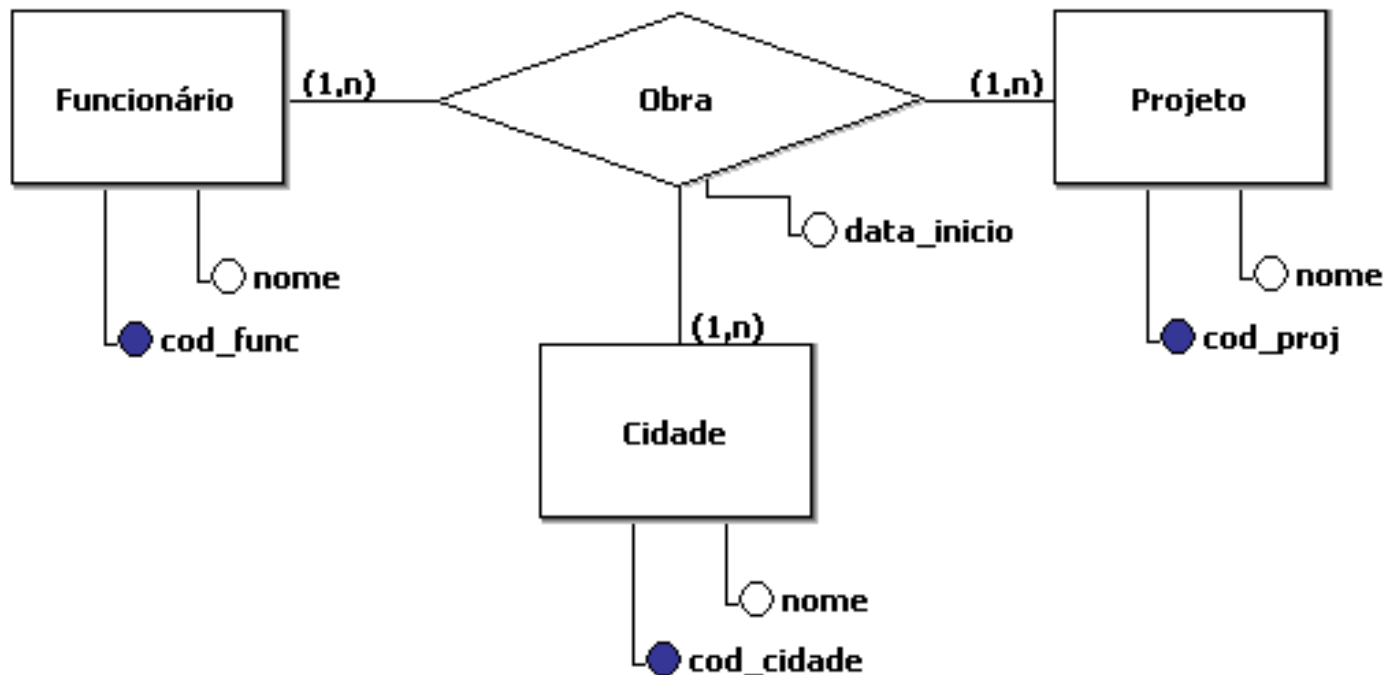 Funcionário
(1,n)
Obra
(1,n)
Projeto
data_inicio
nome
cod_func
nome
cod_proj
(1,n)
Cidade
nome
cod_cidade